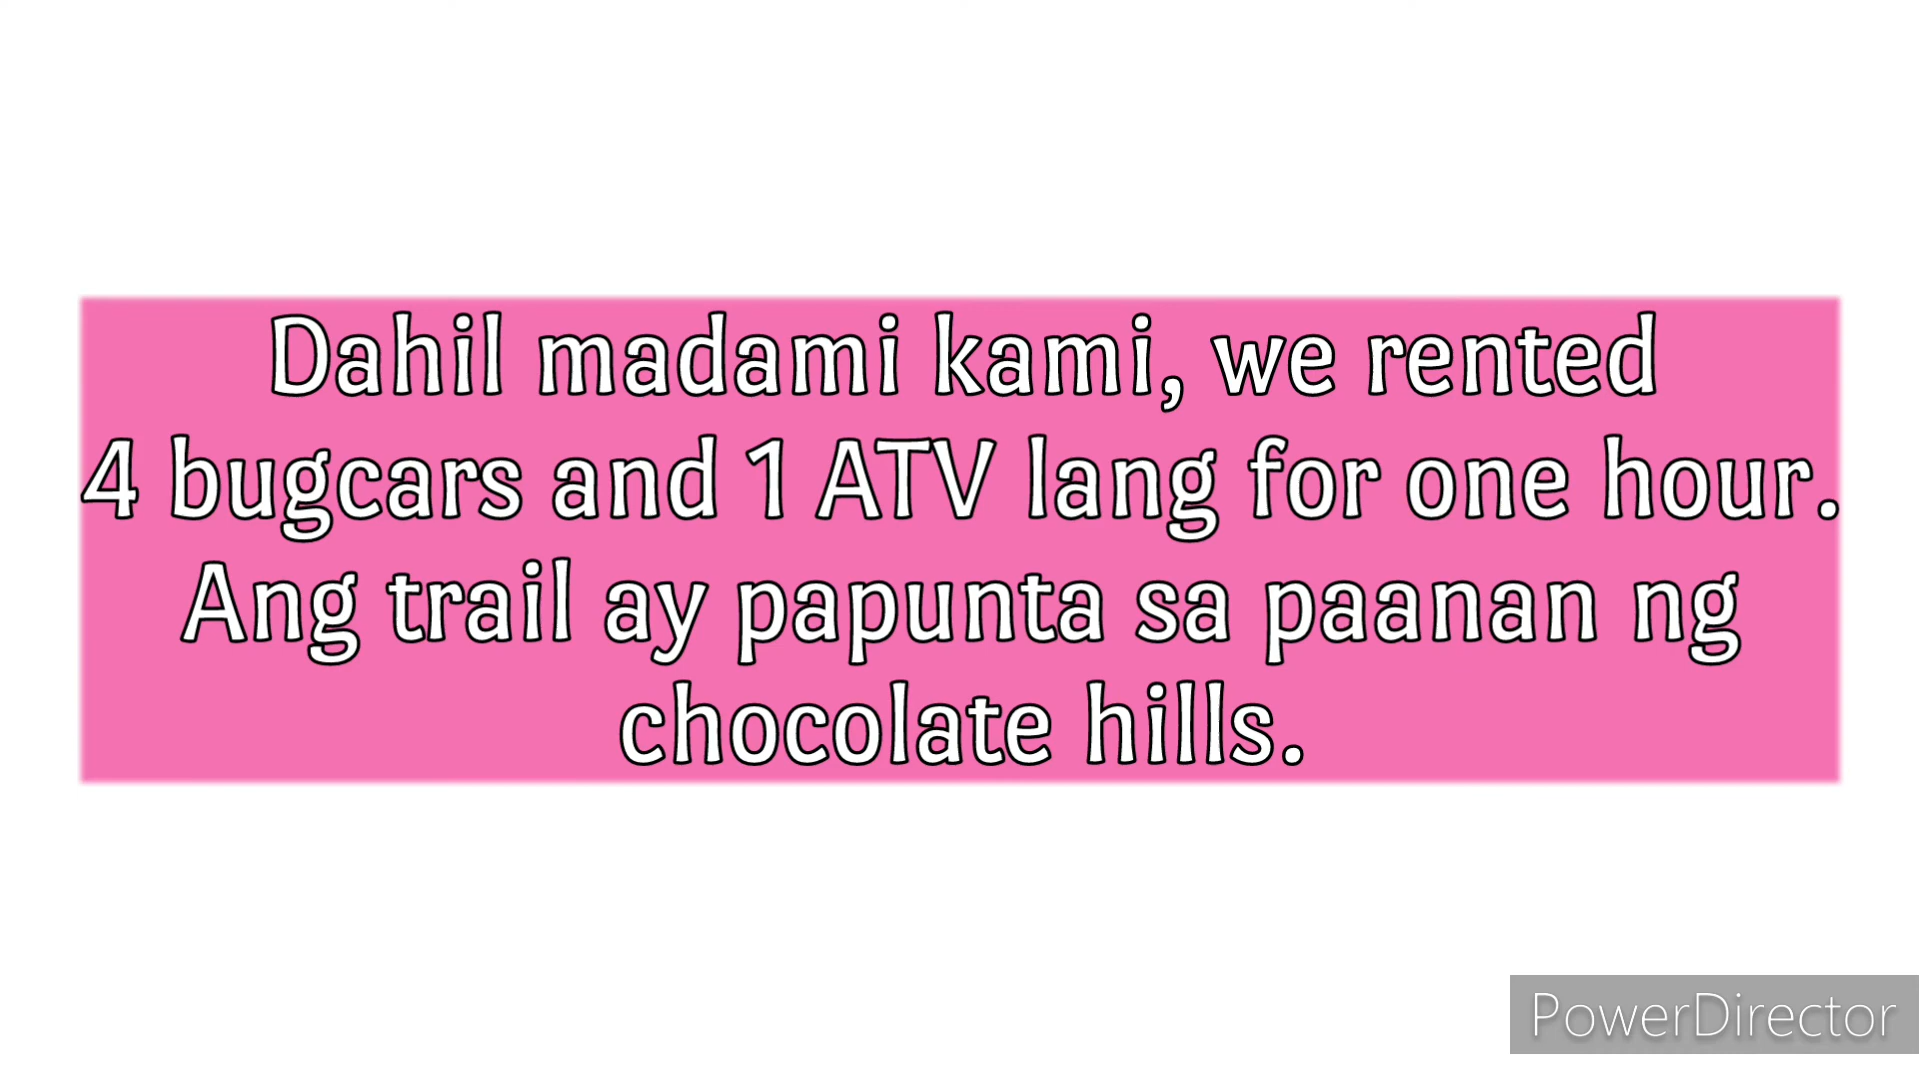 Dahil madami kami, we rented
4 bugcars and 1 ATV lang for one hour.
Ang trail ay papunta sa paanan ng
chocolate hills.
PowerDirector